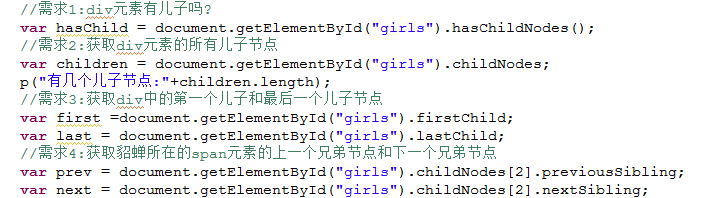 //需求1:div元素有儿子吗?
var hasChild = document.getElementById("girls").hasChildNodes();
//需求2:获取div元素的所有儿子节点
var children = document.getElementById("girls").childNodes;
p("有几个儿子节点:"+children.length);
//需求3:获取div中的第一个儿子和最后一个儿子节点
var first =document.getElementById("girls").firstChild;
var last = document.getElementById("girls").lastChild;
//需求4:获取貂蝉所在的span元素的上一个兄弟节点和下一个兄弟节点
var prev = document.getElementById("girls").childNodes[2].previousSibling;
var next = document.getElementById("girls").childNodes[2].nextSibling;